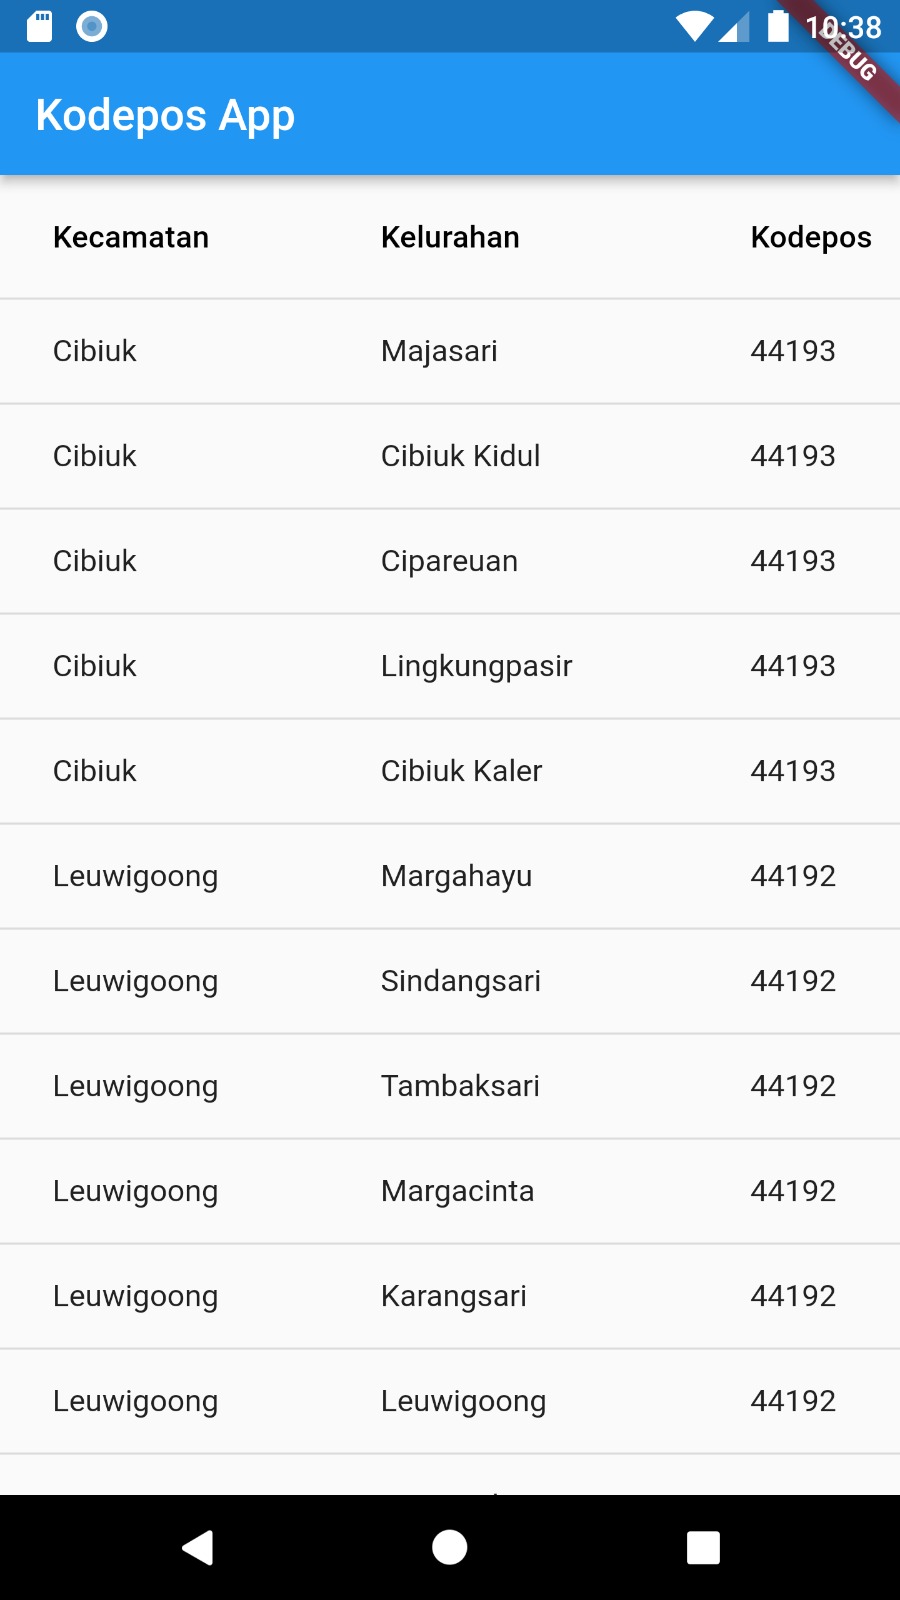 10:38
DEBUG
Kodepos App
Kecamatan Kelurahan Kodepos
Cibiuk Majasari 44193
Cibiuk Cibiuk Kidul 44193
Cibiuk Cipareuan 44193
Cibiuk Lingkungpasir 44193
Cibiuk Cibiuk Kaler 44193
Leuwigoong Margahayu 44192
Leuwigoong Sindangsari 44192
Leuwigoong Tambaksari 44192
Leuwigoong Margacinta 44192
Leuwigoong Karangsari 44192
Leuwigoong Leuwigoong 44192